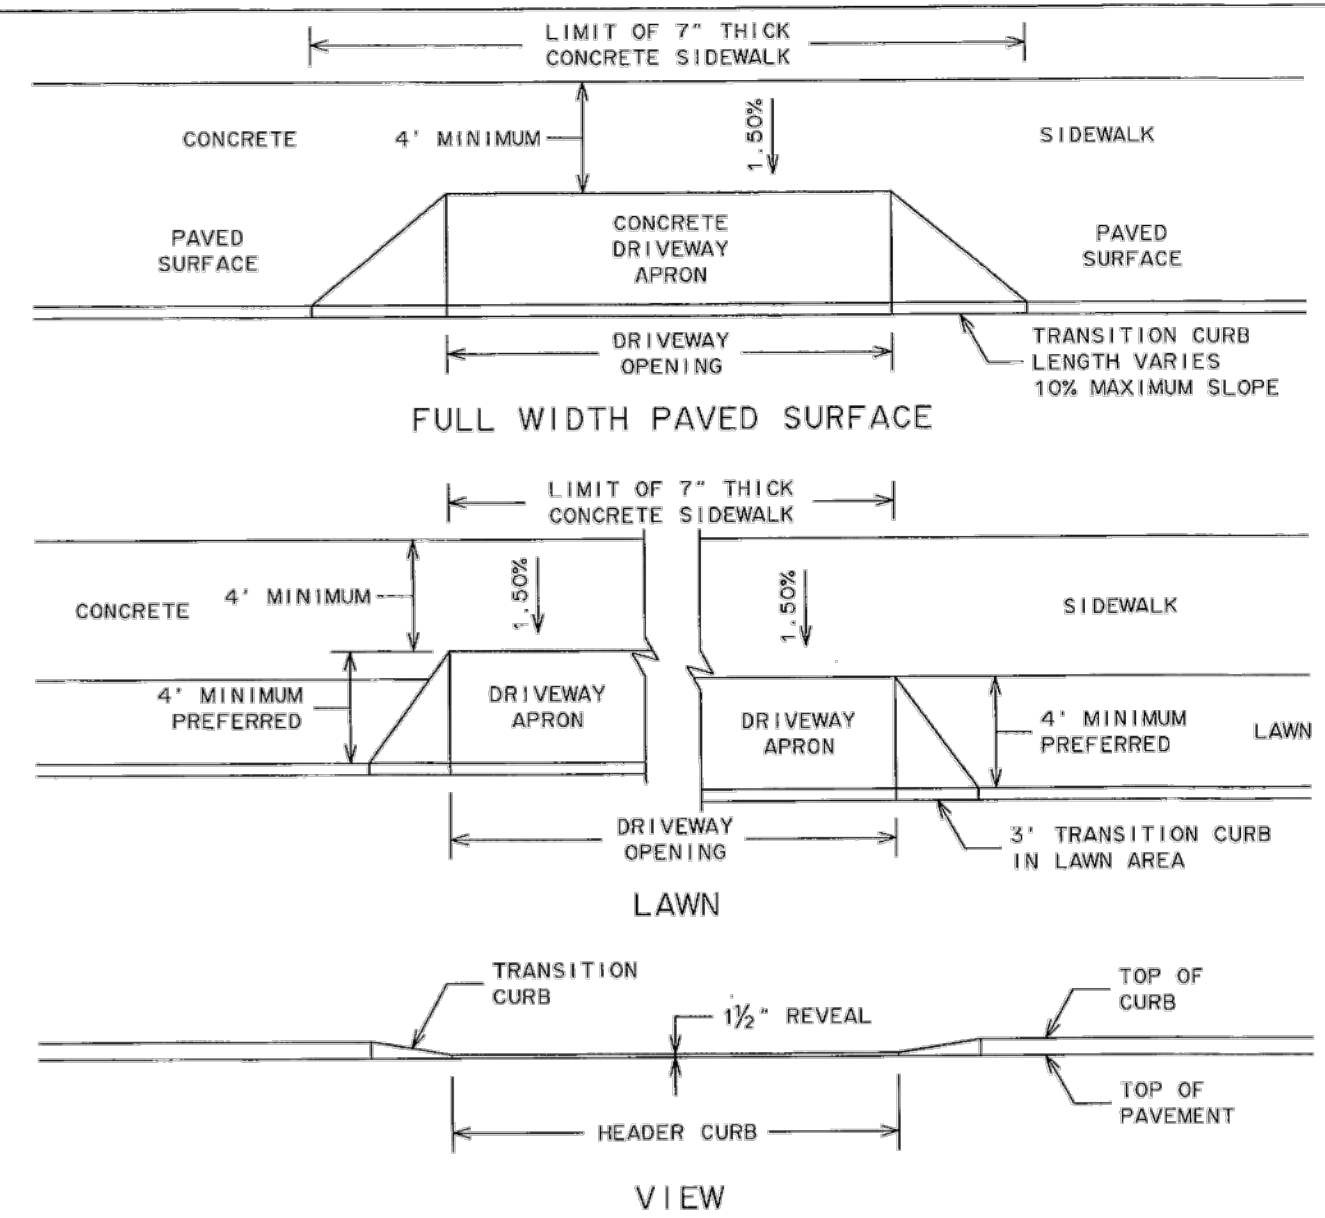 LIMIT OF 7" THICK
CONCRETE SIDEWALK
CONCRETE
4' MINIMUM
1.50%
SIDEWALK
PAVED
SURFACE
CONCRETE
DRIVEWAY
APRON
PAVED
SURFACE
DRIVEWAY
OPENING
TRANSITION CURB
LENGTH VARIES
10% MAXIMUM SLOPE
FULL WIDTH PAVED SURFACE
LIMIT OF 7" THICK
CONCRETE SIDEWALK
CONCRETE
4' MINIMUM
1.50%
1.50%
SIDEWALK
4' MINIMUM
PREFERRED
DRIVEWAY
APRON
DRIVEWAY
APRON
4' MINIMUM
PREFERRED
LAWN
DRIVEWAY
OPENING
3' TRANSITION CURB
IN LAWN AREA
LAWN
TRANSITION
CURB
1½" REVEAL
TOP OF
CURB
TOP OF
PAVEMENT
HEADER CURB
VIEW